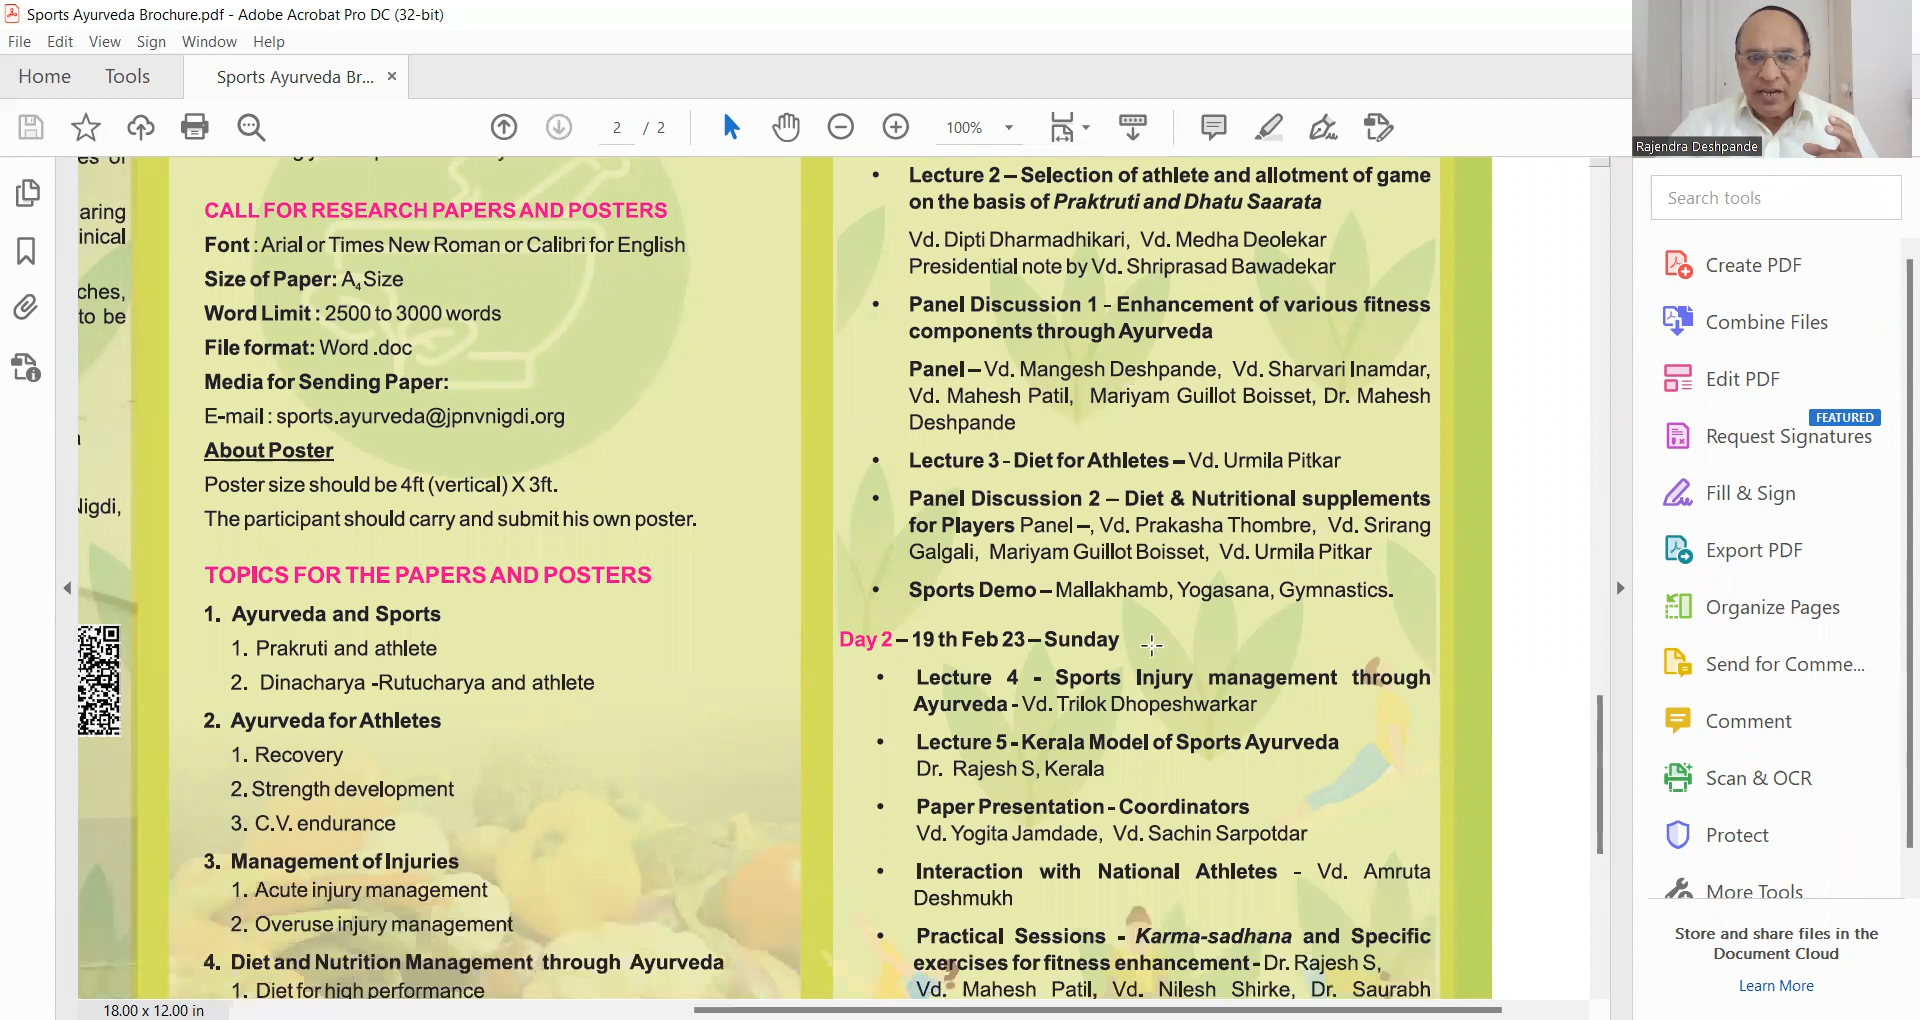 Sports Ayurveda Brochure.pdf - Adobe Acrobat Pro DC (32-bit)
File Edit View Sign Window Help
Home Tools Sports Ayurveda Br... ×
2 / 2 100%
Rajendra Deshpande
aring
inical
ches,
to be
Nigdi,
CALL FOR RESEARCH PAPERS AND POSTERS
Font : Arial or Times New Roman or Calibri for English
Size of Paper: A4 Size
Word Limit : 2500 to 3000 words
File format: Word .doc
Media for Sending Paper:
E-mail : sports.ayurveda@jpnvnigdi.org
About Poster
Poster size should be 4ft (vertical) X 3ft.
The participant should carry and submit his own poster.
TOPICS FOR THE PAPERS AND POSTERS
1. Ayurveda and Sports
1. Prakruti and athlete
2. Dinacharya -Rutucharya and athlete
2. Ayurveda for Athletes
1. Recovery
2. Strength development
3. C.V. endurance
3. Management of Injuries
1. Acute injury management
2. Overuse injury management
4. Diet and Nutrition Management through Ayurveda
1. Diet for high performance
• Lecture 2 – Selection of athlete and allotment of game
on the basis of Praktruti and Dhatu Saarata
Vd. Dipti Dharmadhikari, Vd. Medha Deolekar
Presidential note by Vd. Shriprasad Bawadekar
• Panel Discussion 1 - Enhancement of various fitness
components through Ayurveda
Panel – Vd. Mangesh Deshpande, Vd. Sharvari Inamdar,
Vd. Mahesh Patil, Mariyam Guillot Boisset, Dr. Mahesh
Deshpande
• Lecture 3 - Diet for Athletes – Vd. Urmila Pitkar
• Panel Discussion 2 – Diet & Nutritional supplements
for Players Panel –, Vd. Prakasha Thombre, Vd. Srirang
Galgali, Mariyam Guillot Boisset, Vd. Urmila Pitkar
• Sports Demo – Mallakhamb, Yogasana, Gymnastics.
Day 2 – 19 th Feb 23 – Sunday
• Lecture 4 - Sports Injury management through
Ayurveda - Vd. Trilok Dhopeshwarkar
• Lecture 5 - Kerala Model of Sports Ayurveda
Dr. Rajesh S, Kerala
• Paper Presentation - Coordinators
Vd. Yogita Jamdade, Vd. Sachin Sarpotdar
• Interaction with National Athletes - Vd. Amruta
Deshmukh
• Practical Sessions - Karma-sadhana and Specific
exercises for fitness enhancement - Dr. Rajesh S,
Vd. Mahesh Patil, Vd. Nilesh Shirke, Dr. Saurabh
Search tools
Create PDF
Combine Files
Edit PDF
FEATURED
Request Signatures
Fill & Sign
Export PDF
Organize Pages
Send for Comme...
Comment
Scan & OCR
Protect
More Tools
Store and share files in the
Document Cloud
Learn More
18.00 x 12.00 in